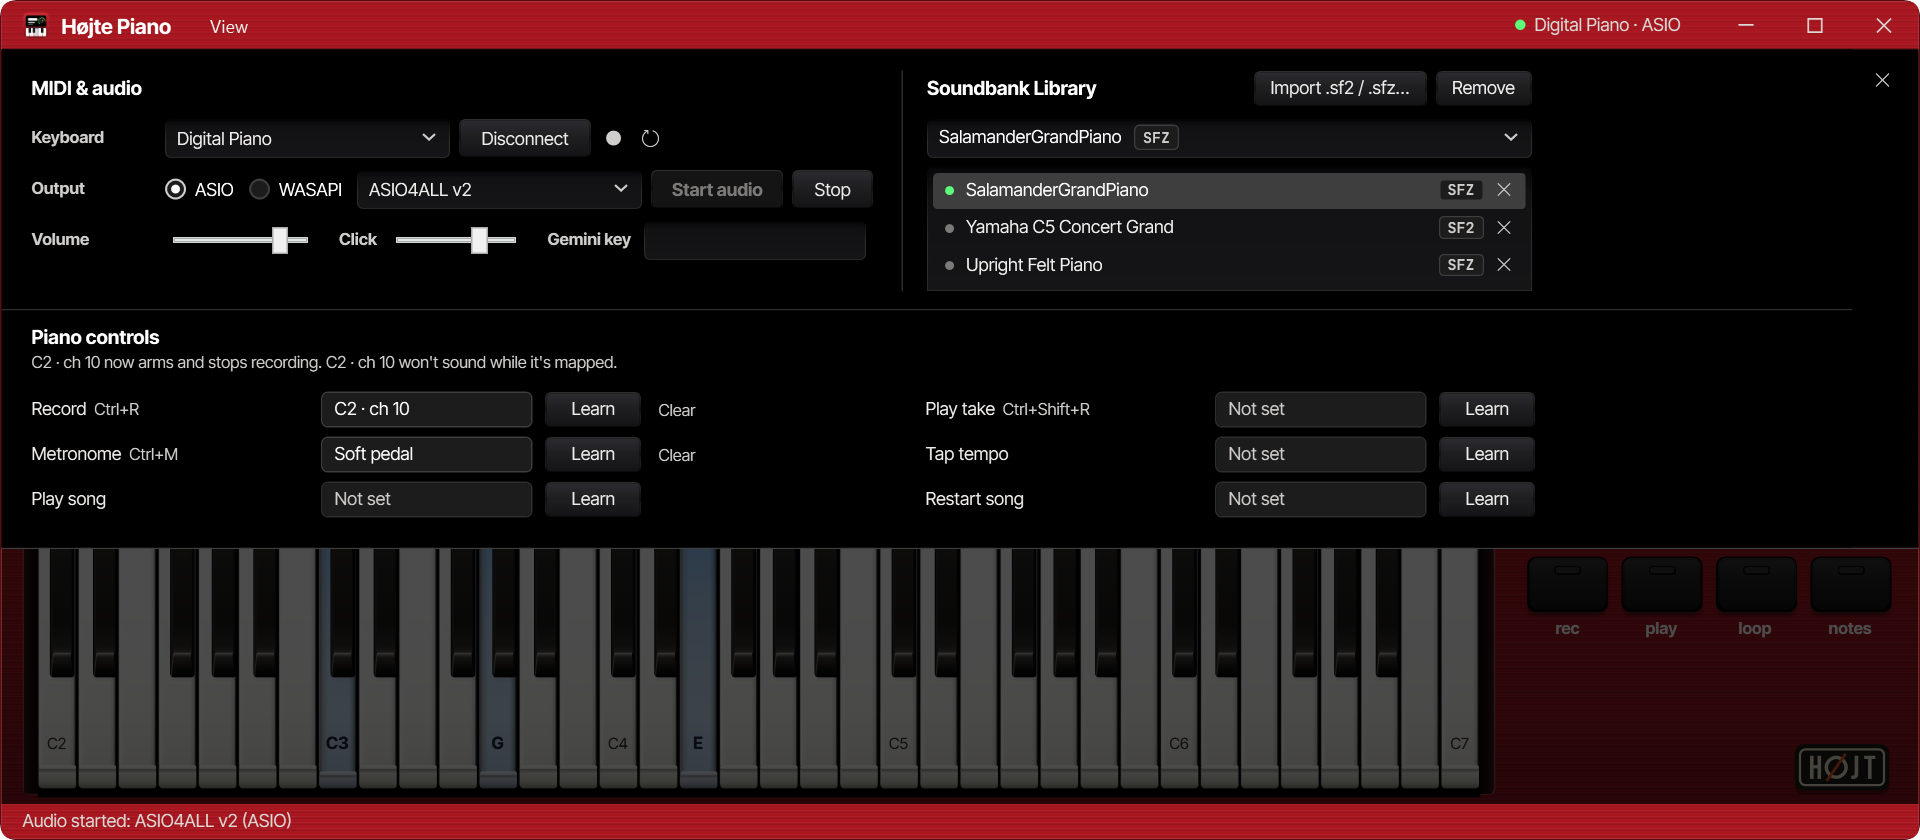 Højte Piano View Digital Piano · ASIO
MIDI & audio
Keyboard Digital Piano Disconnect
Output ASIO WASAPI ASIO4ALL v2 Start audio Stop
Volume Click Gemini key
Soundbank Library Import .sf2 / .sfz... Remove
SalamanderGrandPiano SFZ
SalamanderGrandPiano SFZ
Yamaha C5 Concert Grand SF2
Upright Felt Piano SFZ
Piano controls
C2 · ch 10 now arms and stops recording. C2 · ch 10 won't sound while it's mapped.
Record Ctrl+R C2 · ch 10 Learn Clear
Metronome Ctrl+M Soft pedal Learn Clear
Play song Not set Learn
Play take Ctrl+Shift+R Not set Learn
Tap tempo Not set Learn
Restart song Not set Learn
rec play loop notes
C2 C3 G C4 E C5 C6 C7
HØJT
Audio started: ASIO4ALL v2 (ASIO)